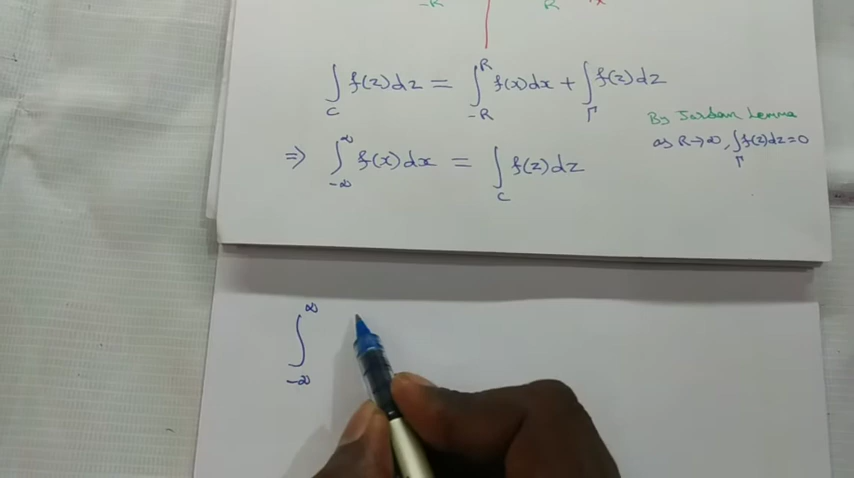 -R R x
∫_C f(z)dz = ∫_{-R}^{R} f(x)dx + ∫_Γ f(z)dz
By Jordan Lemma
⇒ ∫_{-∞}^{∞} f(x)dx = ∫_C f(z)dz
as R→∞, ∫_Γ f(z)dz=0
∫_{-∞}^{∞}